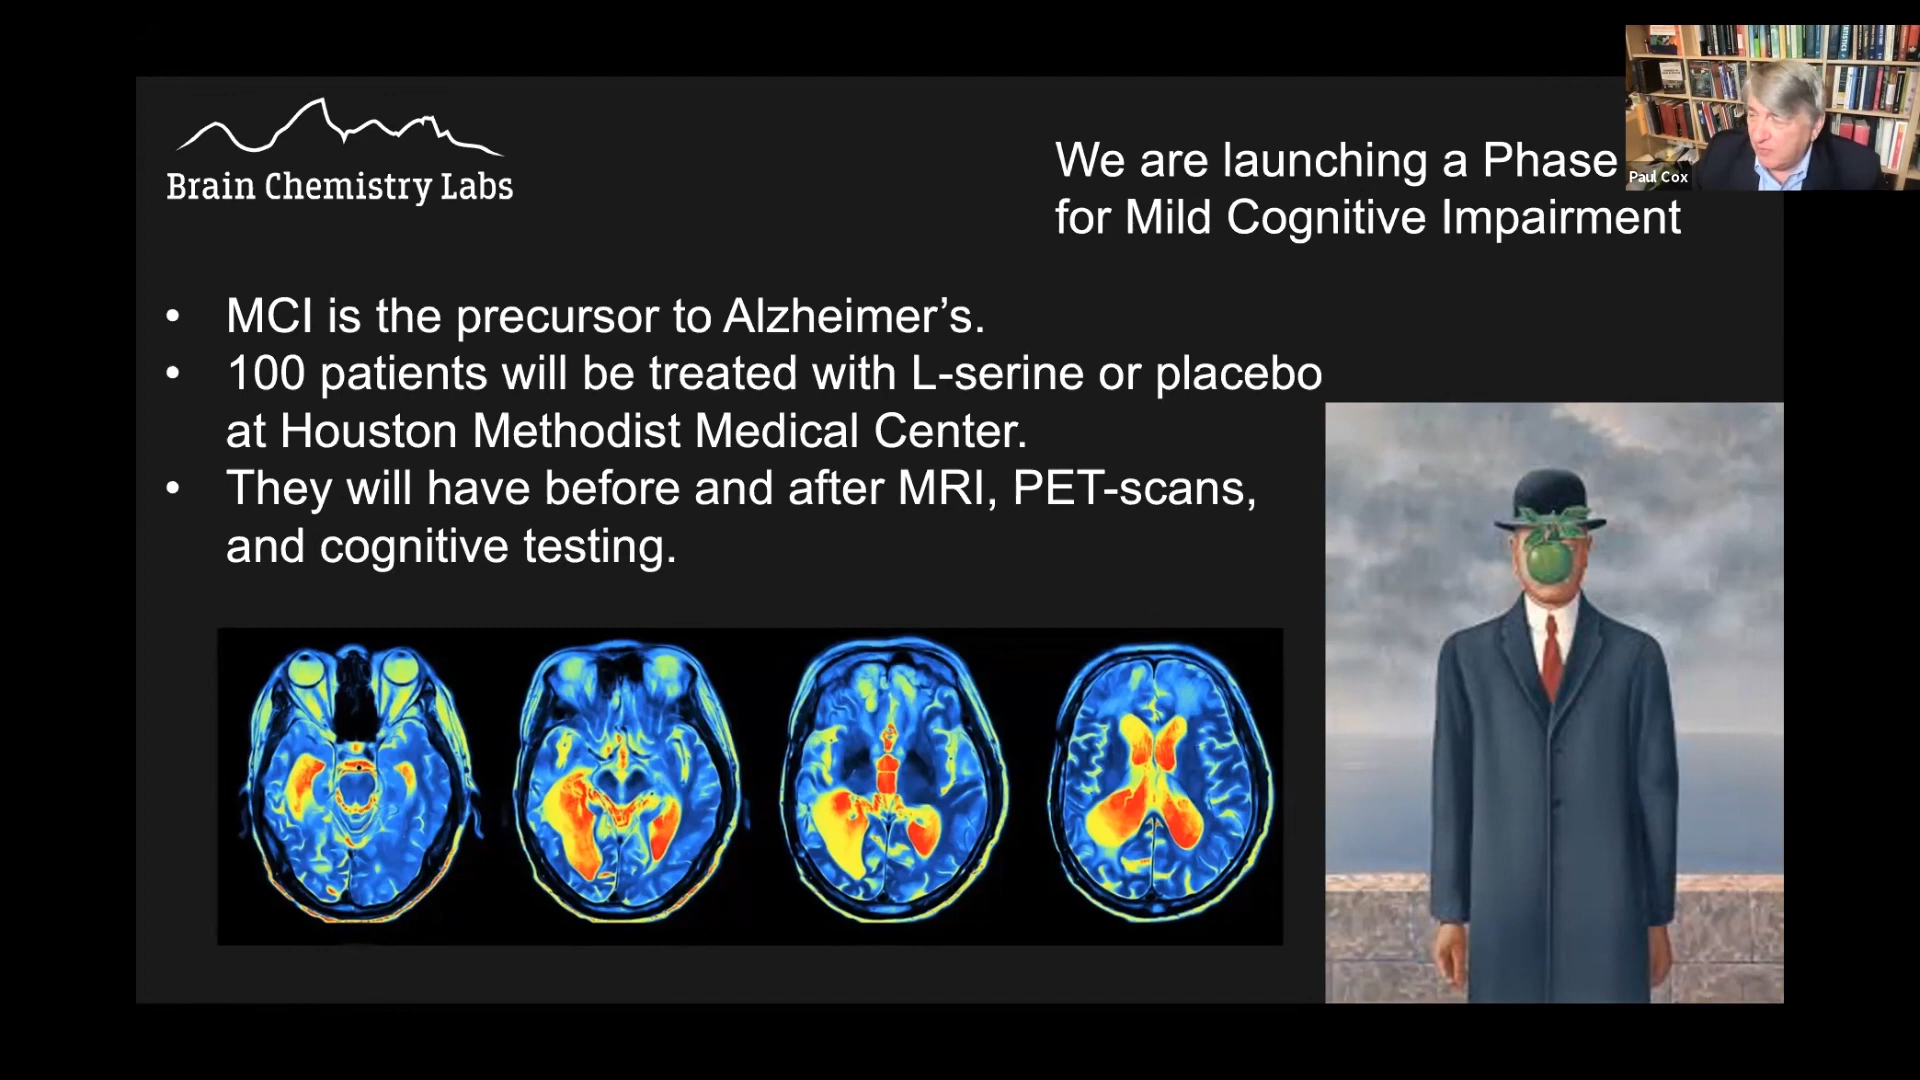 Brain Chemistry Labs
We are launching a Phase
for Mild Cognitive Impairment
Paul Cox
• MCI is the precursor to Alzheimer’s.
• 100 patients will be treated with L-serine or placebo
at Houston Methodist Medical Center.
• They will have before and after MRI, PET-scans,
and cognitive testing.